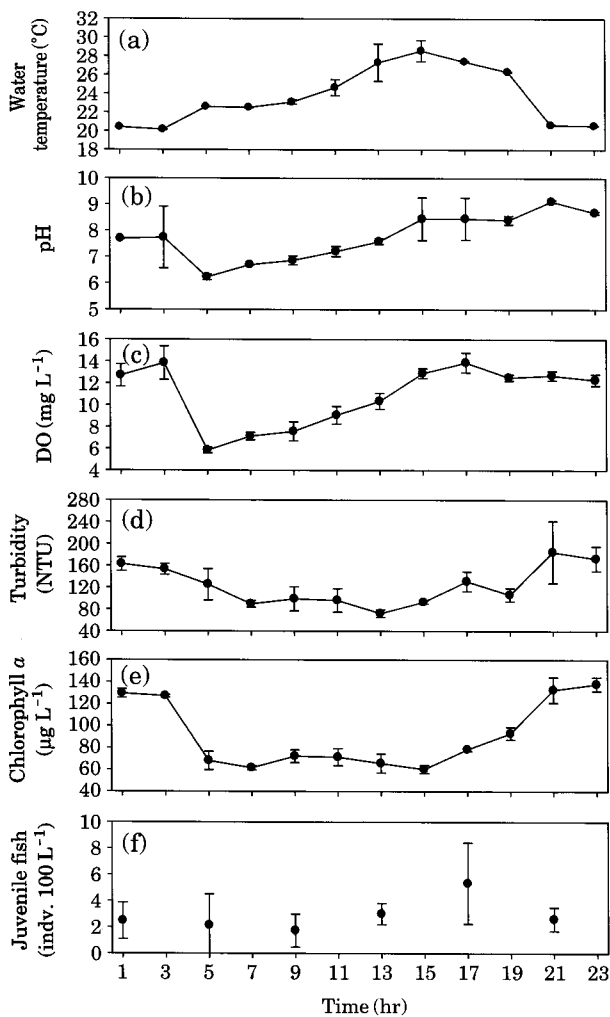 (a)
Water
temperature (°C)
32
30
28
26
24
22
20
18
(b)
pH
10
9
8
7
6
5
(c)
DO (mg L⁻¹)
16
14
12
10
8
6
4
(d)
Turbidity
(NTU)
280
240
200
160
120
80
40
(e)
Chlorophyll a
(μg L⁻¹)
160
140
120
100
80
60
40
(f)
Juvenile fish
(indv. 100 L⁻¹)
10
8
6
4
2
0
1 3 5 7 9 11 13 15 17 19 21 23
Time (hr)